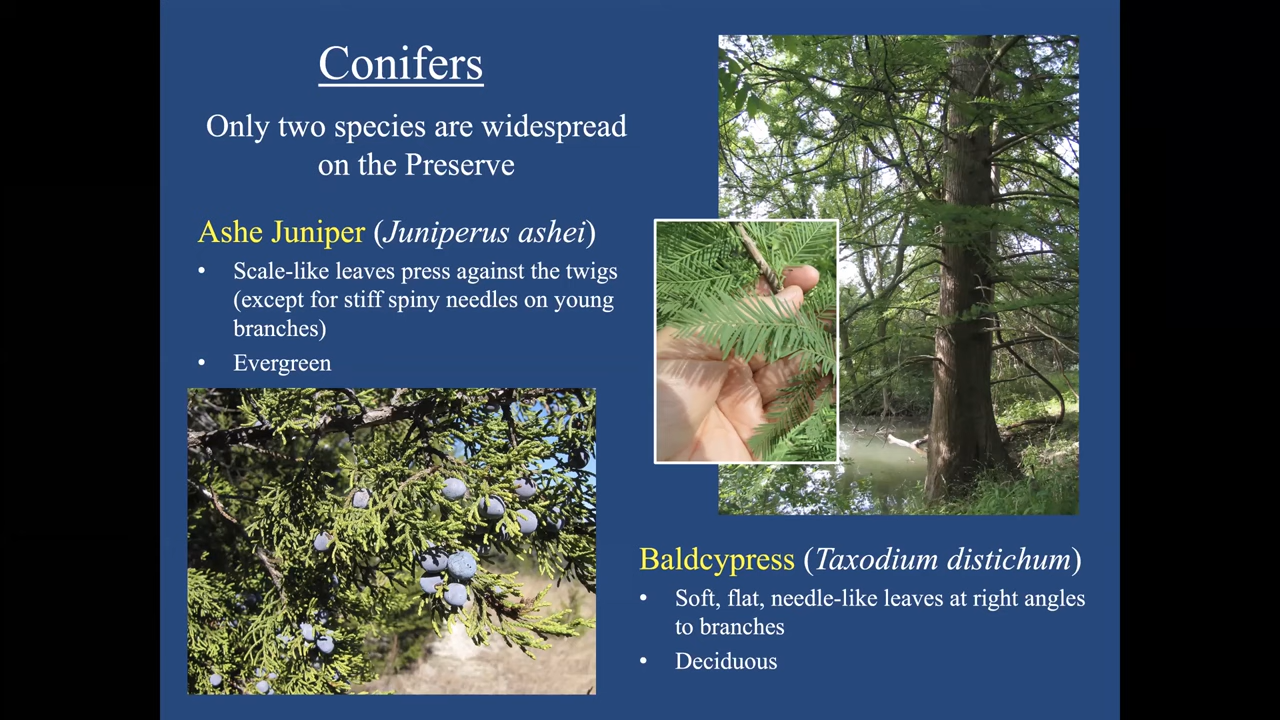 Conifers
Only two species are widespread
on the Preserve
Ashe Juniper (Juniperus ashei)
• Scale-like leaves press against the twigs
(except for stiff spiny needles on young
branches)
• Evergreen
Baldcypress (Taxodium distichum)
• Soft, flat, needle-like leaves at right angles
to branches
• Deciduous